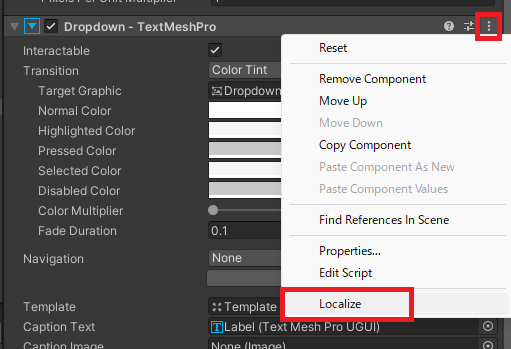 Pixels Per Unit Multiplier
Dropdown - TextMeshPro
Interactable
Transition
Color Tint
Target Graphic
Dropdown
Normal Color
Highlighted Color
Pressed Color
Selected Color
Disabled Color
Color Multiplier
Fade Duration
0.1
Navigation
None
Template
Template
Caption Text
Label (Text Mesh Pro UGUI)
Caption Image
None (Image)
Reset
Remove Component
Move Up
Move Down
Copy Component
Paste Component As New
Paste Component Values
Find References In Scene
Properties...
Edit Script
Localize